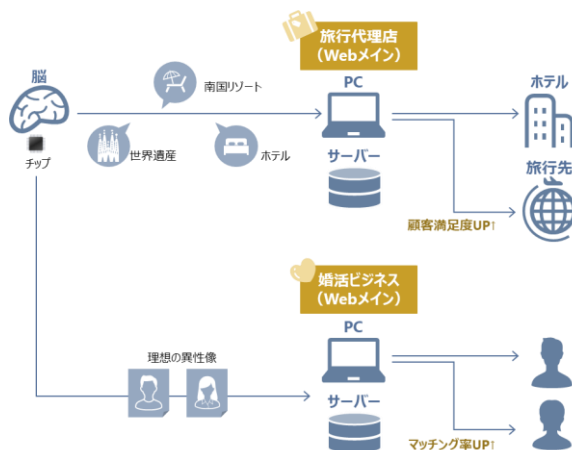 旅行代理店
（Webメイン）
脳
PC
ホテル
南国リゾート
世界遺産
ホテル
チップ
サーバー
旅行先
顧客満足度UP↑
婚活ビジネス
（Webメイン）
PC
理想の異性像
サーバー
マッチング率UP↑